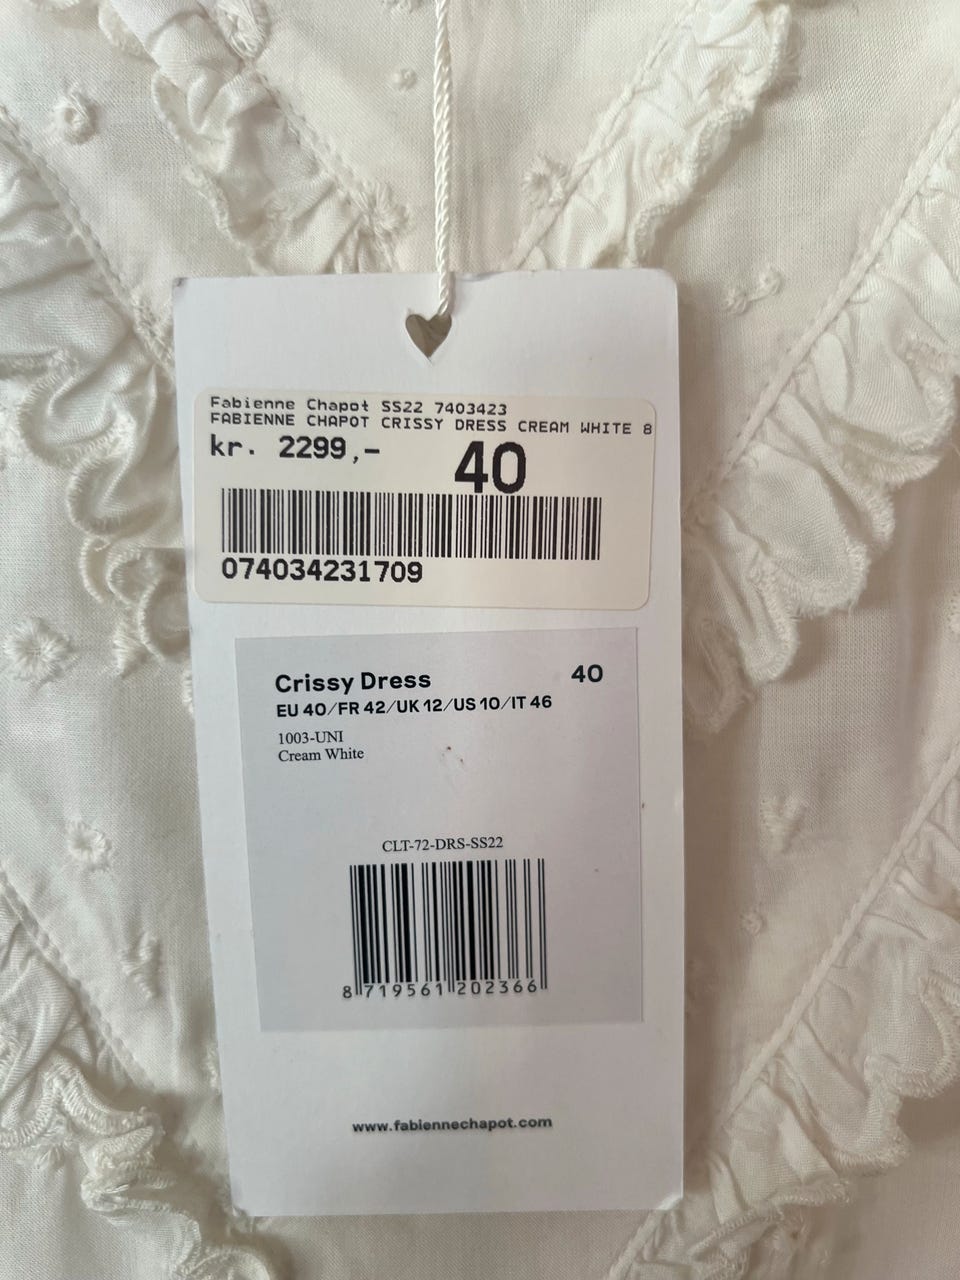 Fabienne Chapot SS22 7403423
FABIENNE CHAPOT CRISSY DRESS CREAM WHITE 8
kr. 2299,- 40
074034231709
Crissy Dress 40
EU 40/FR 42/UK 12/US 10/IT 46
1003-UNI
Cream White
CLT-72-DRS-SS22
8 719561 202366
www.fabiennechapot.com